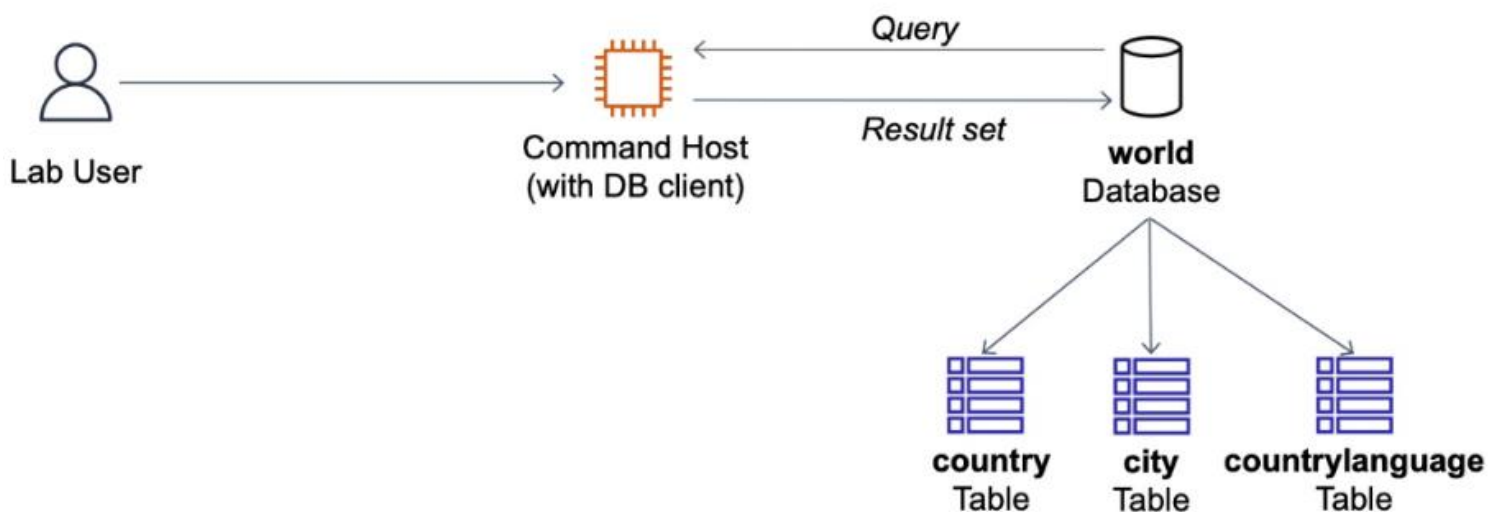 Query
Result set
Lab User
Command Host
(with DB client)
world
Database
country
Table
city
Table
countrylanguage
Table